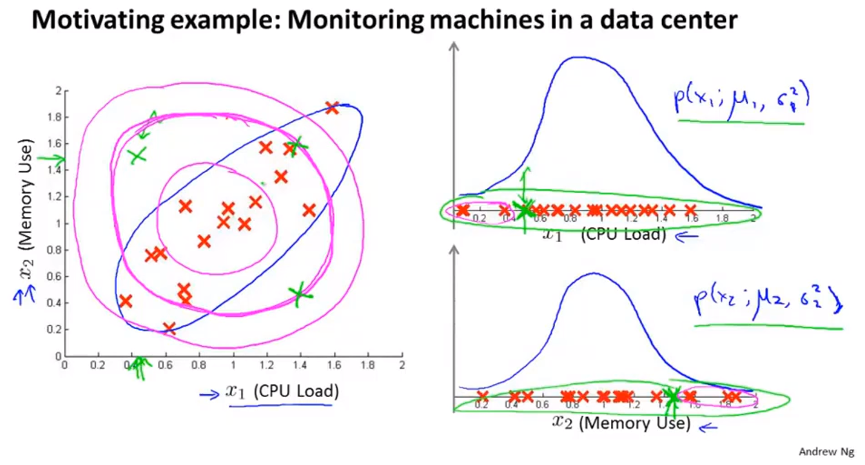 Motivating example: Monitoring machines in a data center
2
1.8
1.6
1.4
1.2
1
0.8
0.6
0.4
0.2
0
0 0.2 0.4 0.6 0.8 1 1.2 1.4 1.6 1.8 2
x₂ (Memory Use)
x₁ (CPU Load)
p(x₁; μ₁, σ₁²)
0.2 0.6 0.8 1 1.2 1.4 1.6 1.8 2
x₁ (CPU Load)
p(x₂; μ₂, σ₂²)
0.2 0.4 0.6 0.8 1 1.2 1.4 1.6 1.8 2
x₂ (Memory Use)
Andrew Ng